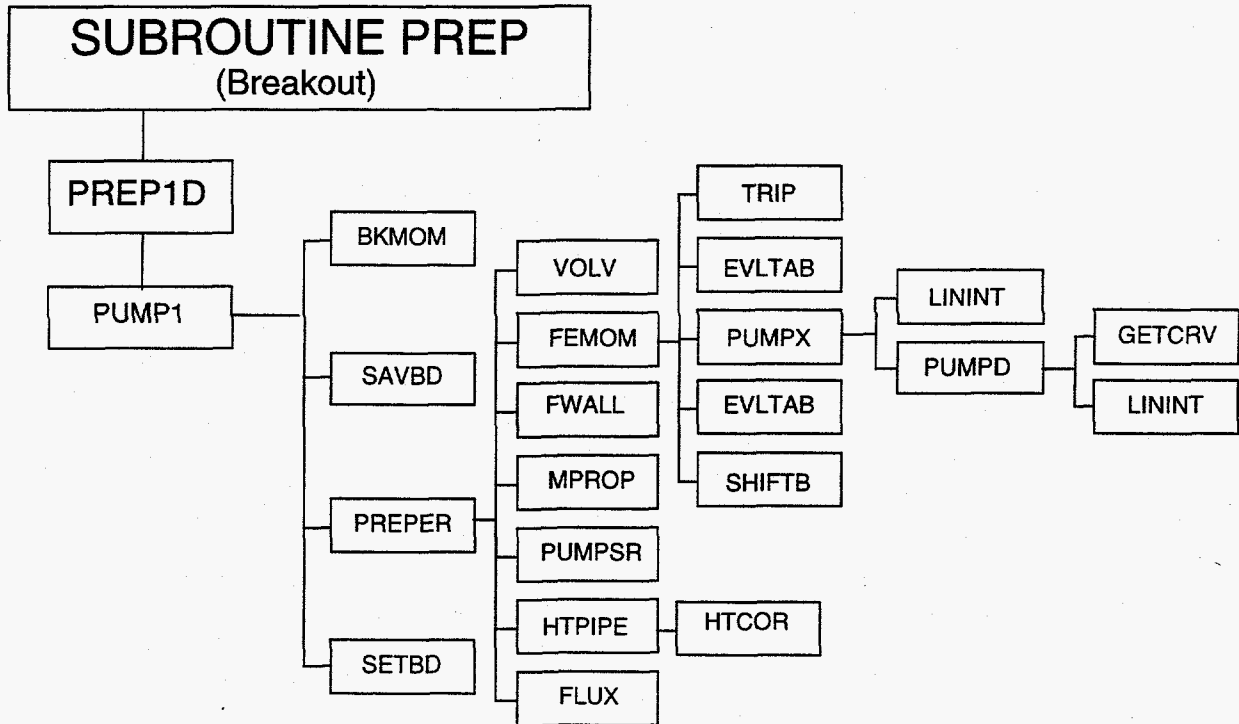 SUBROUTINE PREP
(Breakout)
PREP1D
PUMP1
BKMOM
SAVBD
PREPER
SETBD
VOLV
FEMOM
FWALL
MPROP
PUMPSR
HTPIPE
FLUX
TRIP
EVLTAB
PUMPX
EVLTAB
SHIFTB
HTCOR
LININT
PUMPD
GETCRV
LININT